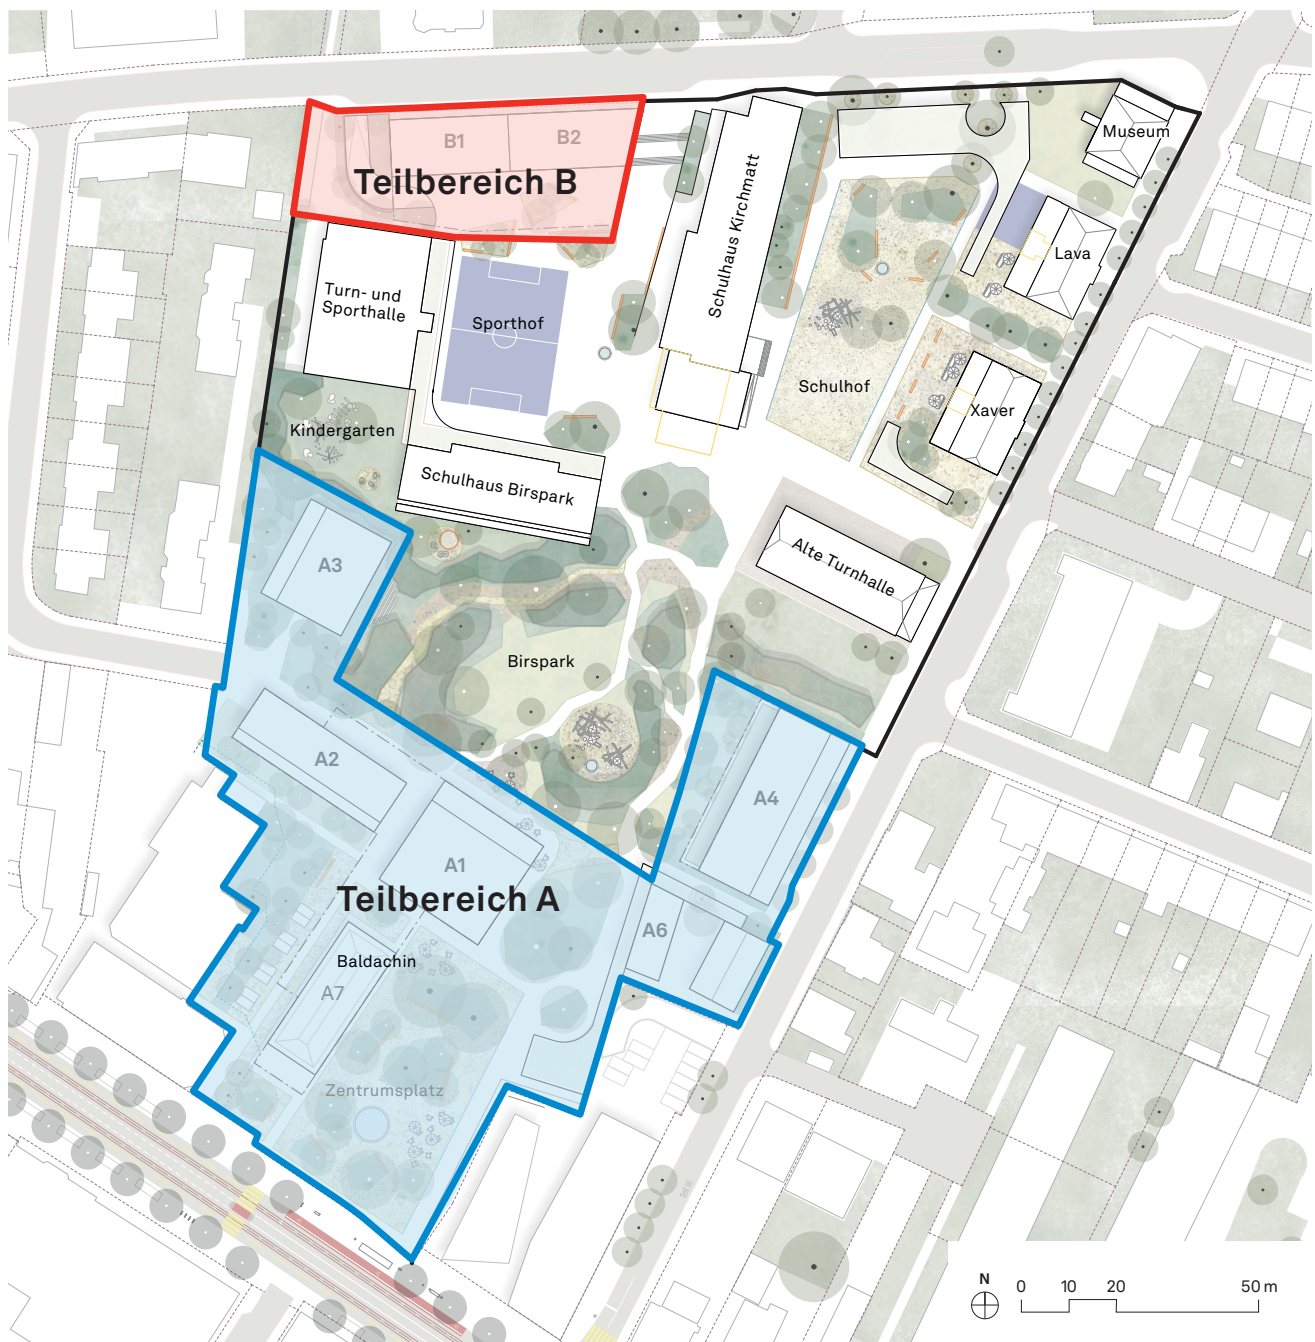 Museum
B1
B2
Teilbereich B
Schulhaus Kirchmatt
Lava
Turn- und
Sporthalle
Sporthof
Schulhof
Xaver
Kindergarten
Schulhaus Birspark
A3
Alte Turnhalle
Birspark
A2
A4
A1
Teilbereich A
A6
Baldachin
A7
Zentrumsplatz
N
0 10 20 50 m